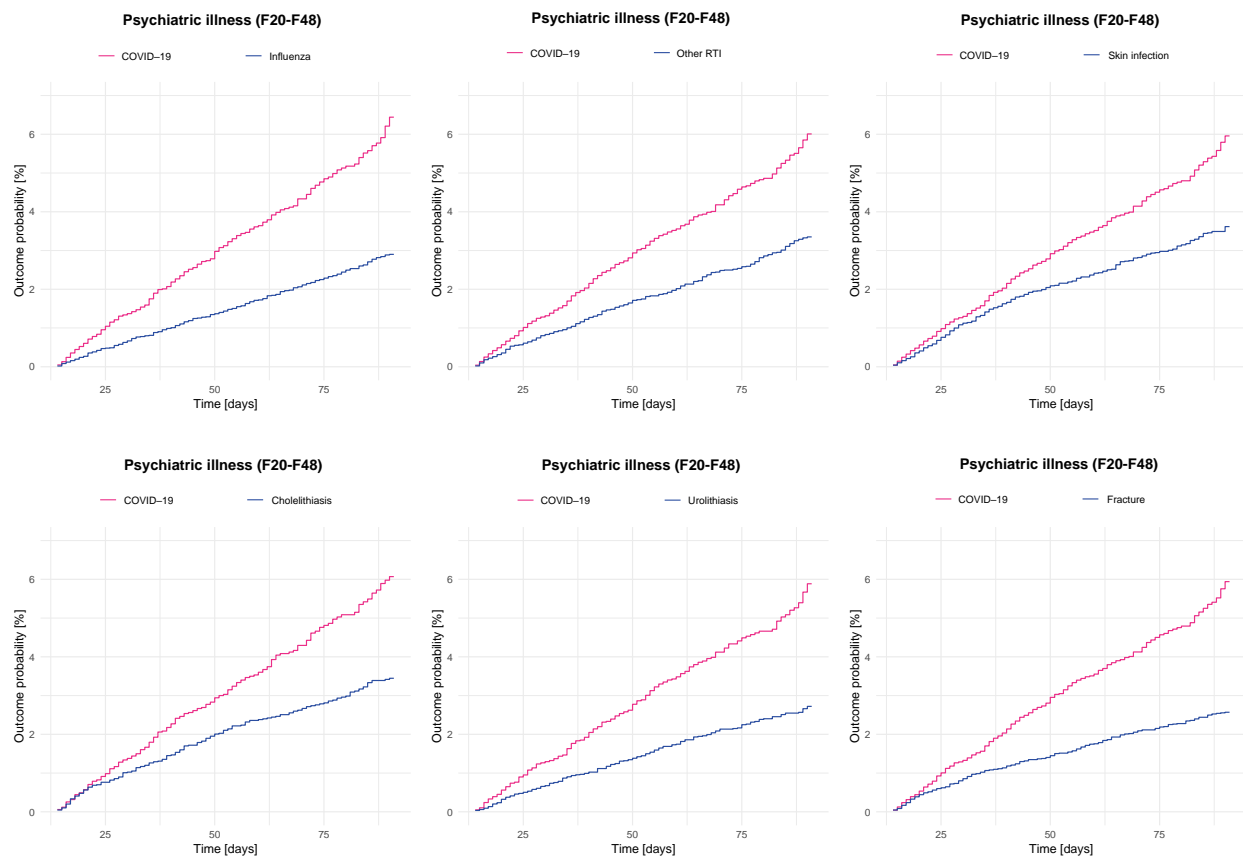 Psychiatric illness (F20-F48)
COVID–19 Influenza
Outcome probability [%]
6
4
2
0
25 50 75
Time [days]
Psychiatric illness (F20-F48)
COVID–19 Other RTI
Outcome probability [%]
6
4
2
0
25 50 75
Time [days]
Psychiatric illness (F20-F48)
COVID–19 Skin infection
Outcome probability [%]
6
4
2
0
25 50 75
Time [days]
Psychiatric illness (F20-F48)
COVID–19 Cholelithiasis
Outcome probability [%]
6
4
2
0
25 50 75
Time [days]
Psychiatric illness (F20-F48)
COVID–19 Urolithiasis
Outcome probability [%]
6
4
2
0
25 50 75
Time [days]
Psychiatric illness (F20-F48)
COVID–19 Fracture
Outcome probability [%]
6
4
2
0
25 50 75
Time [days]